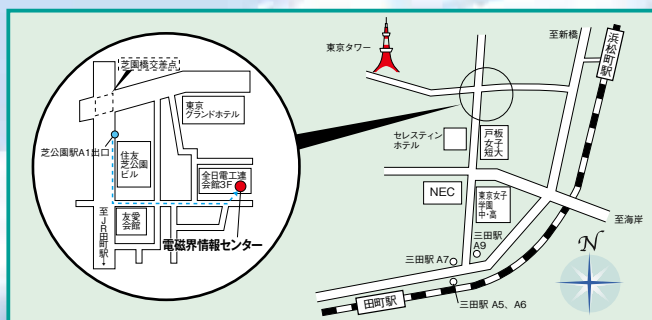 芝園橋交差点
東京
グランドホテル
芝公園駅A1出口
住友
芝公園
ビル
全日電工連
会館3F
友愛
会館
電磁界情報センター
至JR田町駅
東京タワー
至新橋
浜松町駅
セレスティン
ホテル
戸板
女子
短大
NEC
東京女子
学園
中・高
至海岸
三田駅
A9
三田駅 A7
三田駅 A5、A6
田町駅
N